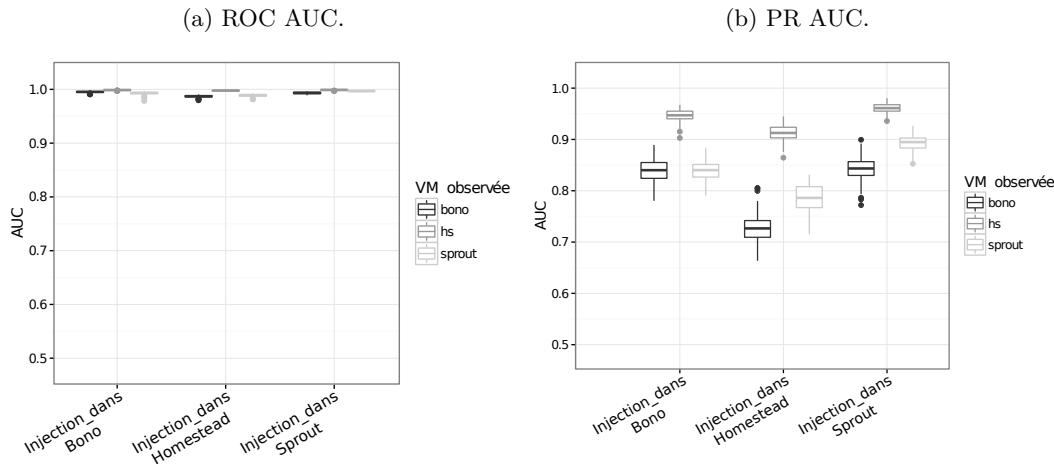 (a) ROC AUC.
(b) PR AUC.
AUC
1.0
0.9
0.8
0.7
0.6
0.5
Injection_dans
Bono
Injection_dans
Homestead
Injection_dans
Sprout
VM observée
bono
hs
sprout
AUC
1.0
0.9
0.8
0.7
0.6
0.5
Injection_dans
Bono
Injection_dans
Homestead
Injection_dans
Sprout
VM observée
bono
hs
sprout